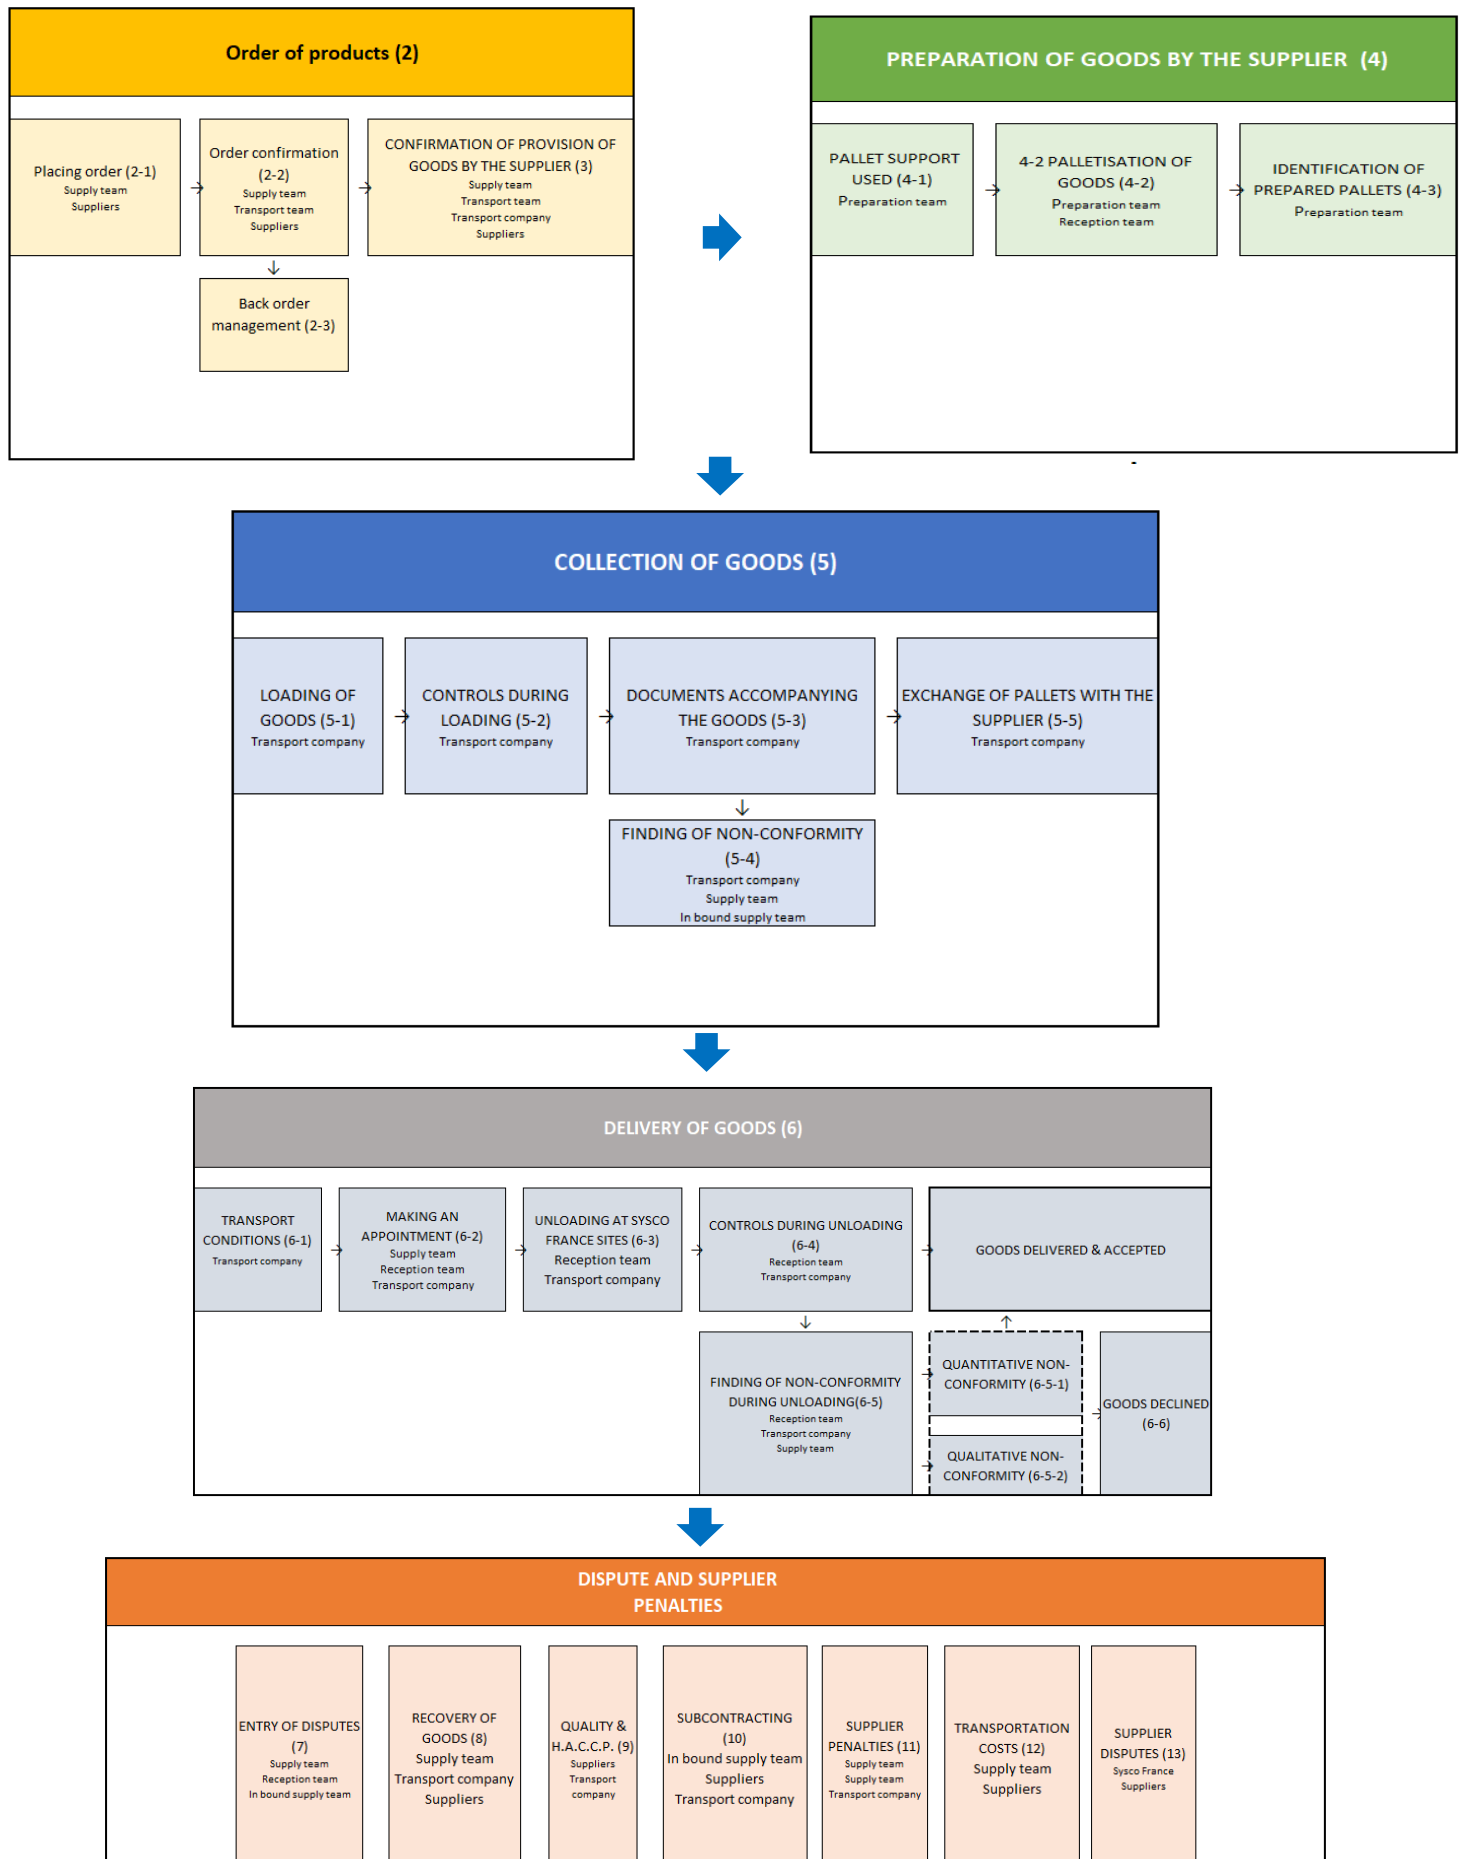 Order of products (2)
Placing order (2-1)
Supply team
Suppliers
→
Order confirmation
(2-2)
Supply team
Transport team
Suppliers
→
CONFIRMATION OF PROVISION OF
GOODS BY THE SUPPLIER (3)
Supply team
Transport team
Transport company
Suppliers
↓
Back order
management (2-3)
PREPARATION OF GOODS BY THE SUPPLIER (4)
PALLET SUPPORT
USED (4-1)
Preparation team
→
4-2 PALLETISATION OF
GOODS (4-2)
Preparation team
Reception team
→
IDENTIFICATION OF
PREPARED PALLETS (4-3)
Preparation team
COLLECTION OF GOODS (5)
LOADING OF
GOODS (5-1)
Transport company
→
CONTROLS DURING
LOADING (5-2)
Transport company
→
DOCUMENTS ACCOMPANYING
THE GOODS (5-3)
Transport company
→
EXCHANGE OF PALLETS WITH THE
SUPPLIER (5-5)
Transport company
↓
FINDING OF NON-CONFORMITY
(5-4)
Transport company
Supply team
In bound supply team
DELIVERY OF GOODS (6)
TRANSPORT
CONDITIONS (6-1)
Transport company
→
MAKING AN
APPOINTMENT (6-2)
Supply team
Reception team
Transport company
→
UNLOADING AT SYSCO
FRANCE SITES (6-3)
Reception team
Transport company
→
CONTROLS DURING UNLOADING
(6-4)
Reception team
Transport company
→
GOODS DELIVERED & ACCEPTED
↓
↑
FINDING OF NON-CONFORMITY
DURING UNLOADING(6-5)
Reception team
Transport company
Supply team
→
QUANTITATIVE NON-
CONFORMITY (6-5-1)
→
QUALITATIVE NON-
CONFORMITY (6-5-2)
→
GOODS DECLINED
(6-6)
DISPUTE AND SUPPLIER
PENALTIES
ENTRY OF DISPUTES
(7)
Supply team
Reception team
In bound supply team
RECOVERY OF
GOODS (8)
Supply team
Transport company
Suppliers
QUALITY &
H.A.C.C.P. (9)
Suppliers
Transport
company
SUBCONTRACTING
(10)
In bound supply team
Suppliers
Transport company
SUPPLIER
PENALTIES (11)
Supply team
Supply team
Transport company
TRANSPORTATION
COSTS (12)
Supply team
Suppliers
SUPPLIER
DISPUTES (13)
Sysco France
Suppliers